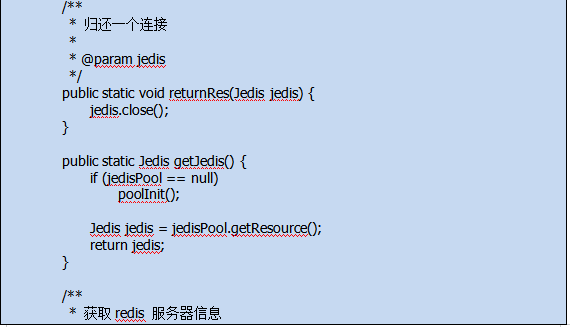 /**
* 归还一个连接
*
* @param jedis
*/
public static void returnRes(Jedis jedis) {
jedis.close();
}
public static Jedis getJedis() {
if (jedisPool == null)
poolInit();
Jedis jedis = jedisPool.getResource();
return jedis;
}
/**
* 获取 redis 服务器信息